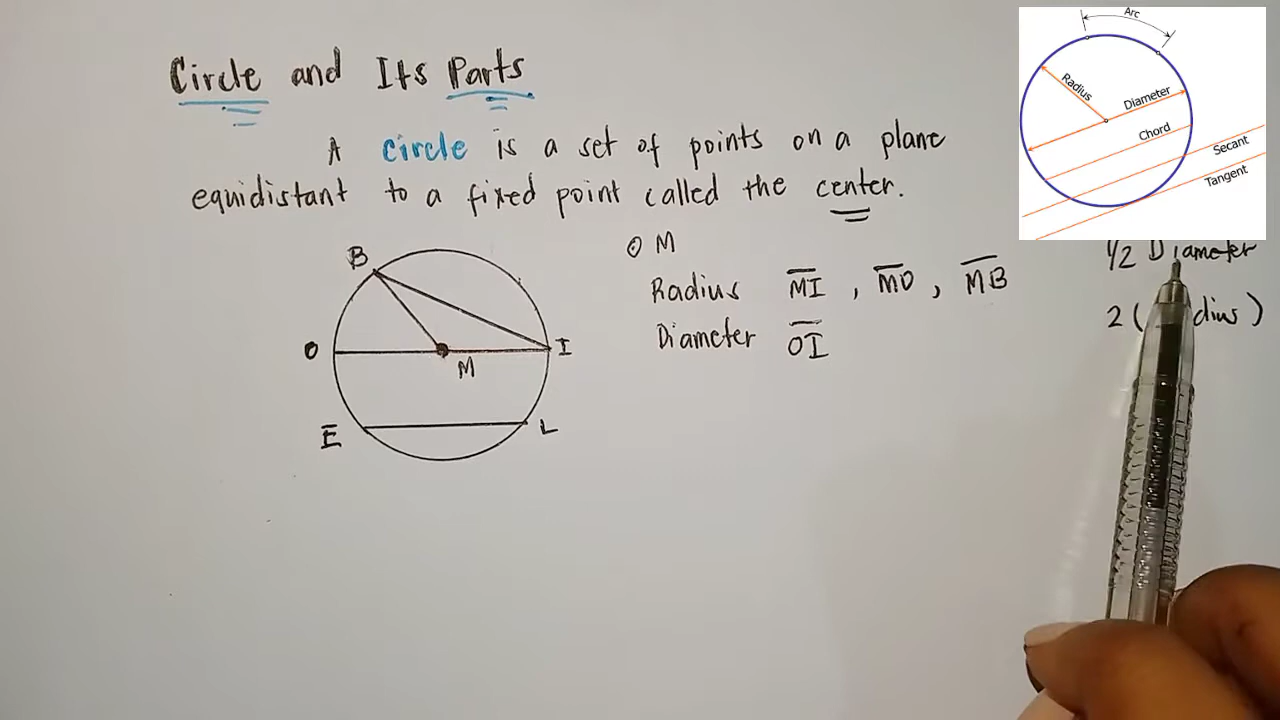 Circle and Its Parts
A circle is a set of points on a plane
equidistant to a fixed point called the center.
Arc
Radius
Diameter
Chord
Secant
Tangent
B
O
I
M
E
L
⊙ M
Radius MI, MO, MB
Diameter OI
1/2 Diameter
2 ( dius )